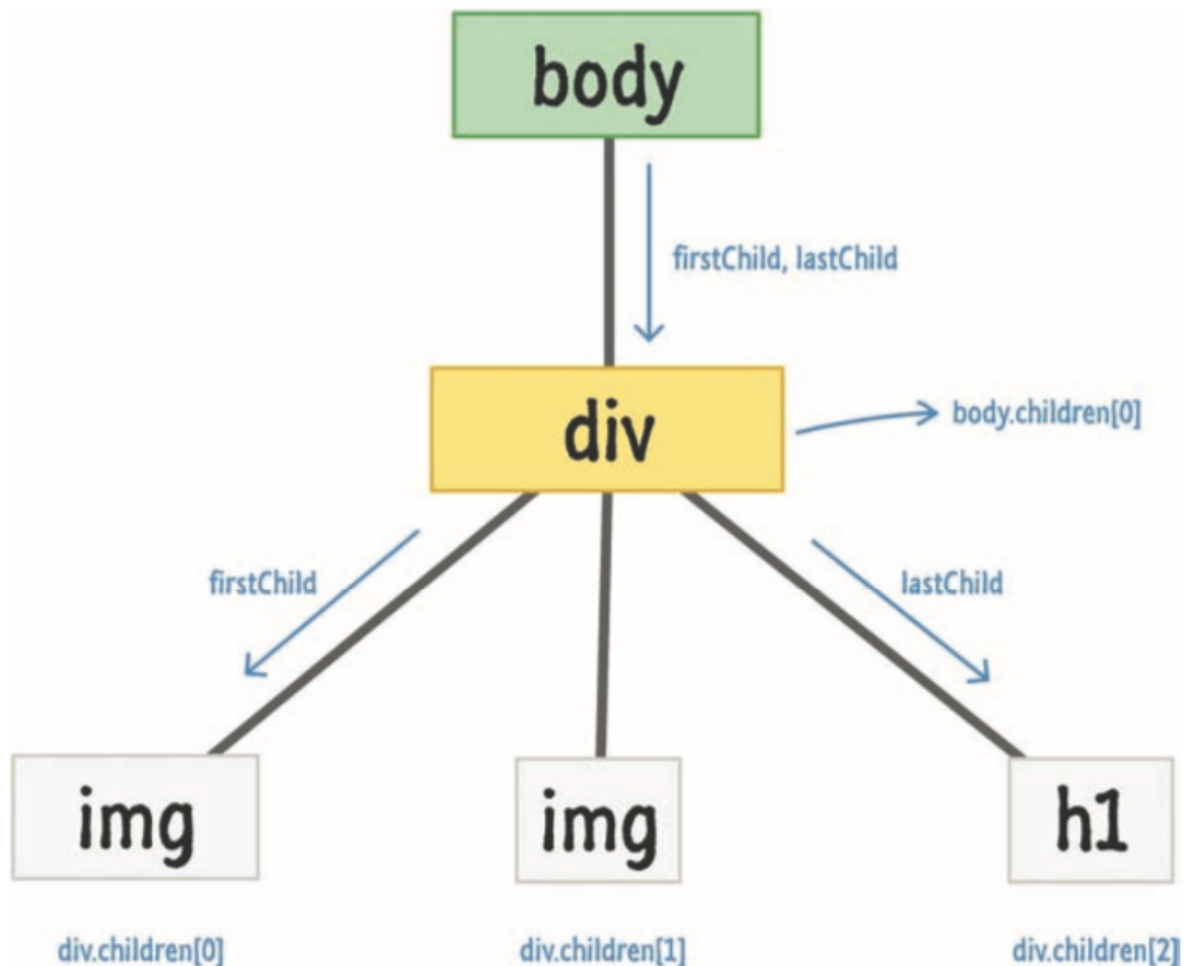 body
firstChild, lastChild
div
body.children[0]
firstChild
lastChild
img
img
h1
div.children[0]
div.children[1]
div.children[2]